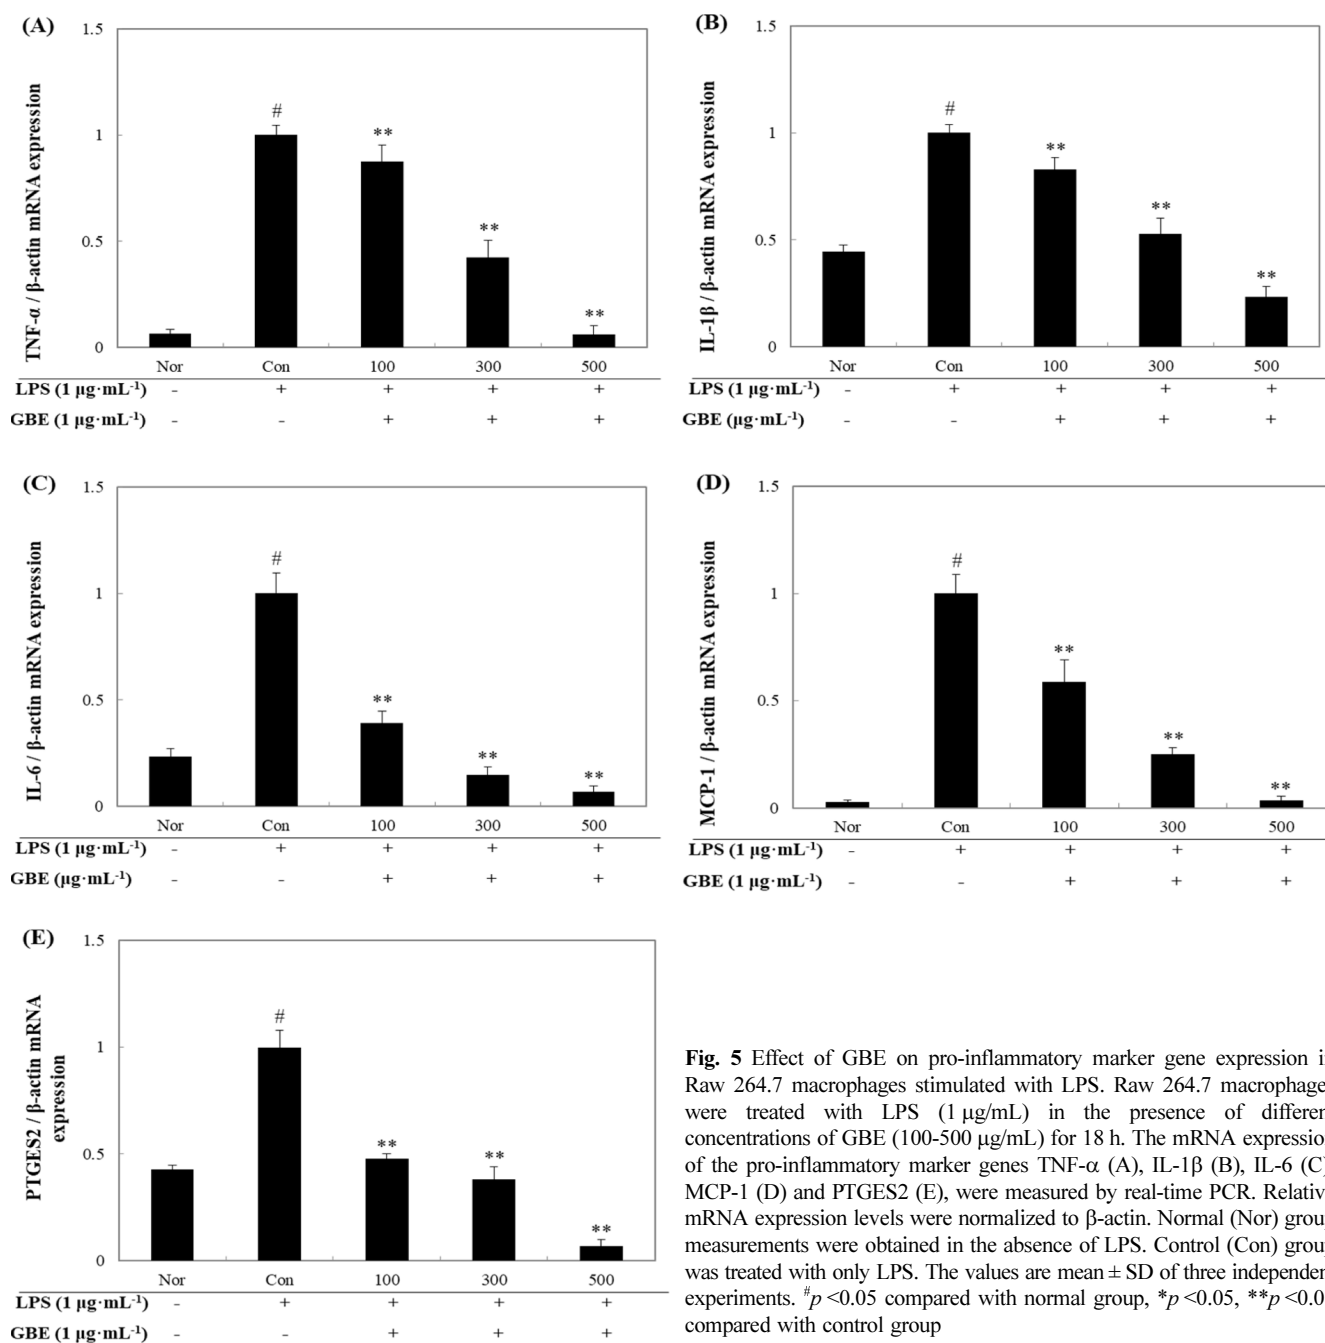 (A)
1.5
1
0.5
0
TNF-α / β-actin mRNA expression
#
**
**
**
Nor Con 100 300 500
LPS (1 μg·mL⁻¹) - + + + +
GBE (1 μg·mL⁻¹) - - + + +
(B)
1.5
1
0.5
0
IL-1β / β-actin mRNA expression
#
**
**
**
Nor Con 100 300 500
LPS (1 μg·mL⁻¹) - + + + +
GBE (μg·mL⁻¹) - - + + +
(C)
1.5
1
0.5
0
IL-6 / β-actin mRNA expression
#
**
**
**
Nor Con 100 300 500
LPS (1 μg·mL⁻¹) - + + + +
GBE (μg·mL⁻¹) - - + + +
(D)
1.5
1
0.5
0
MCP-1 / β-actin mRNA expression
#
**
**
**
Nor Con 100 300 500
LPS (1 μg·mL⁻¹) - + + + +
GBE (1 μg·mL⁻¹) - - + + +
(E)
1.5
1
0.5
0
PTGES2 / β-actin mRNA
expression
#
**
**
**
Nor Con 100 300 500
LPS (1 μg·mL⁻¹) - + + + +
GBE (1 μg·mL⁻¹) - - + + +
Fig. 5 Effect of GBE on pro-inflammatory marker gene expression i
Raw 264.7 macrophages stimulated with LPS. Raw 264.7 macrophage
were treated with LPS (1 μg/mL) in the presence of differen
concentrations of GBE (100-500 μg/mL) for 18 h. The mRNA expressio
of the pro-inflammatory marker genes TNF-α (A), IL-1β (B), IL-6 (C)
MCP-1 (D) and PTGES2 (E), were measured by real-time PCR. Relativ
mRNA expression levels were normalized to β-actin. Normal (Nor) grou
measurements were obtained in the absence of LPS. Control (Con) grou
was treated with only LPS. The values are mean ± SD of three independen
experiments. #p <0.05 compared with normal group, *p <0.05, **p <0.0
compared with control group